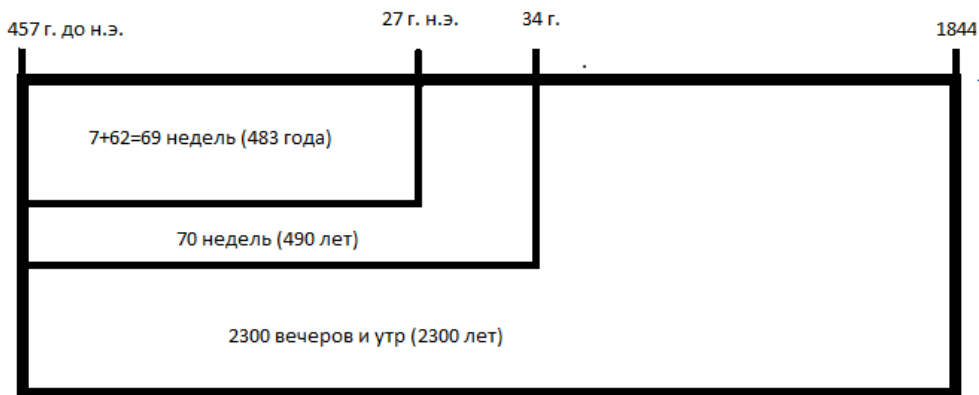 457 г. до н.э.
27 г. н.э.
34 г.
1844
7+62=69 недель (483 года)
70 недель (490 лет)
2300 вечеров и утр (2300 лет)